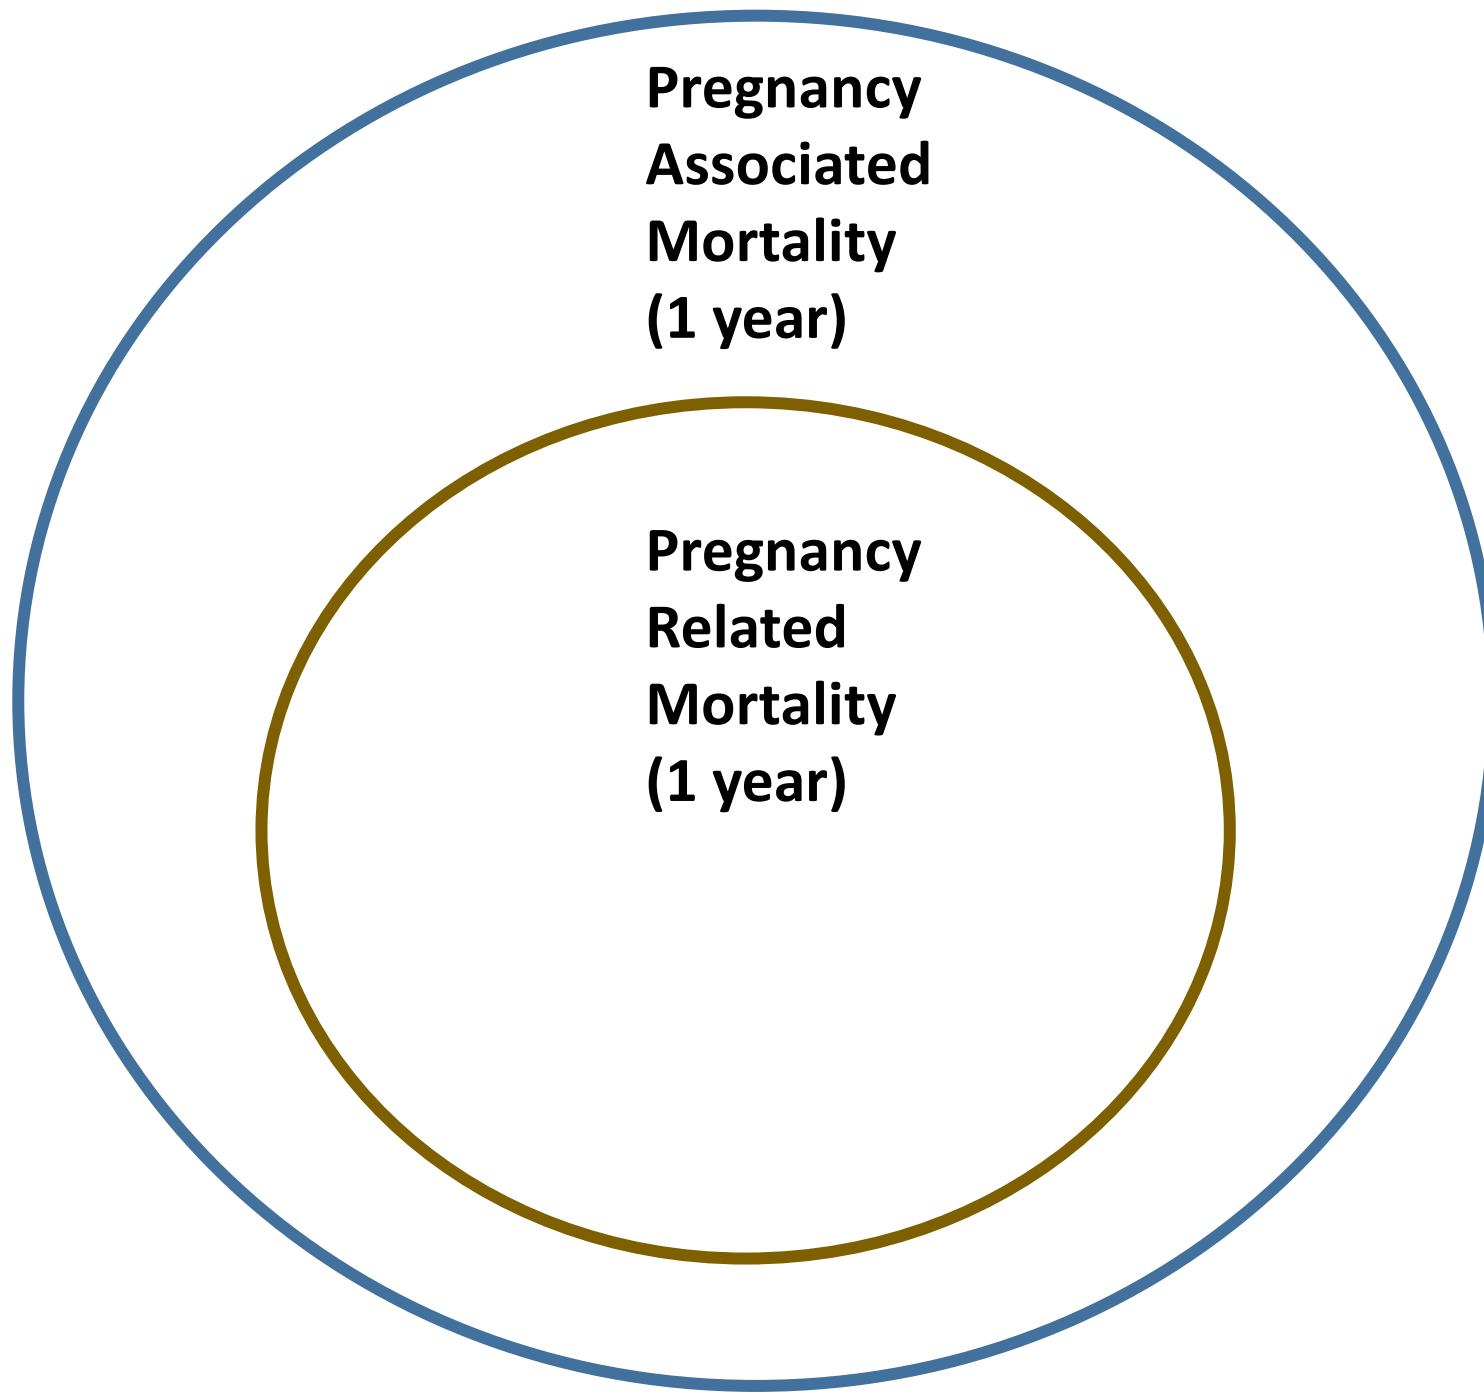 Pregnancy
Associated
Mortality
(1 year)
Pregnancy
Related
Mortality
(1 year)